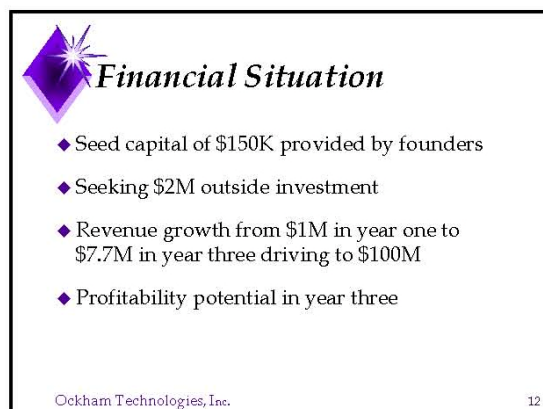 Financial Situation
Seed capital of $150K provided by founders
Seeking $2M outside investment
Revenue growth from $1M in year one to
$7.7M in year three driving to $100M
Profitability potential in year three
Ockham Technologies, Inc.
12